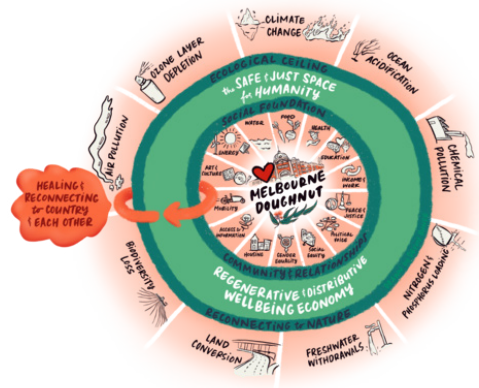 CLIMATE
CHANGE
OCEAN
ACIDIFICATION
CHEMICAL
POLLUTION
NITROGEN &
PHOSPHORUS LOADING
FRESHWATER
WITHDRAWALS
LAND
CONVERSION
BIODIVERSITY
LOSS
AIR POLLUTION
OZONE LAYER
DEPLETION
ECOLOGICAL CEILING
the SAFE & JUST SPACE
for HUMANITY
SOCIAL FOUNDATION
WATER
FOOD
HEALTH
EDUCATION
INCOME &
WORK
PEACE &
JUSTICE
POLITICAL
VOICE
SOCIAL
EQUITY
GENDER
EQUALITY
HOUSING
ACCESS to
INFORMATION
MOBILITY
ART &
CULTURE
ENERGY
MELBOURNE
DOUGHNUT
COMMUNITY & RELATIONSHIPS
REGENERATIVE & DISTRIBUTIVE
WELLBEING ECONOMY
RECONNECTING to NATURE
HEALING &
RECONNECTING
to COUNTRY
& EACH OTHER